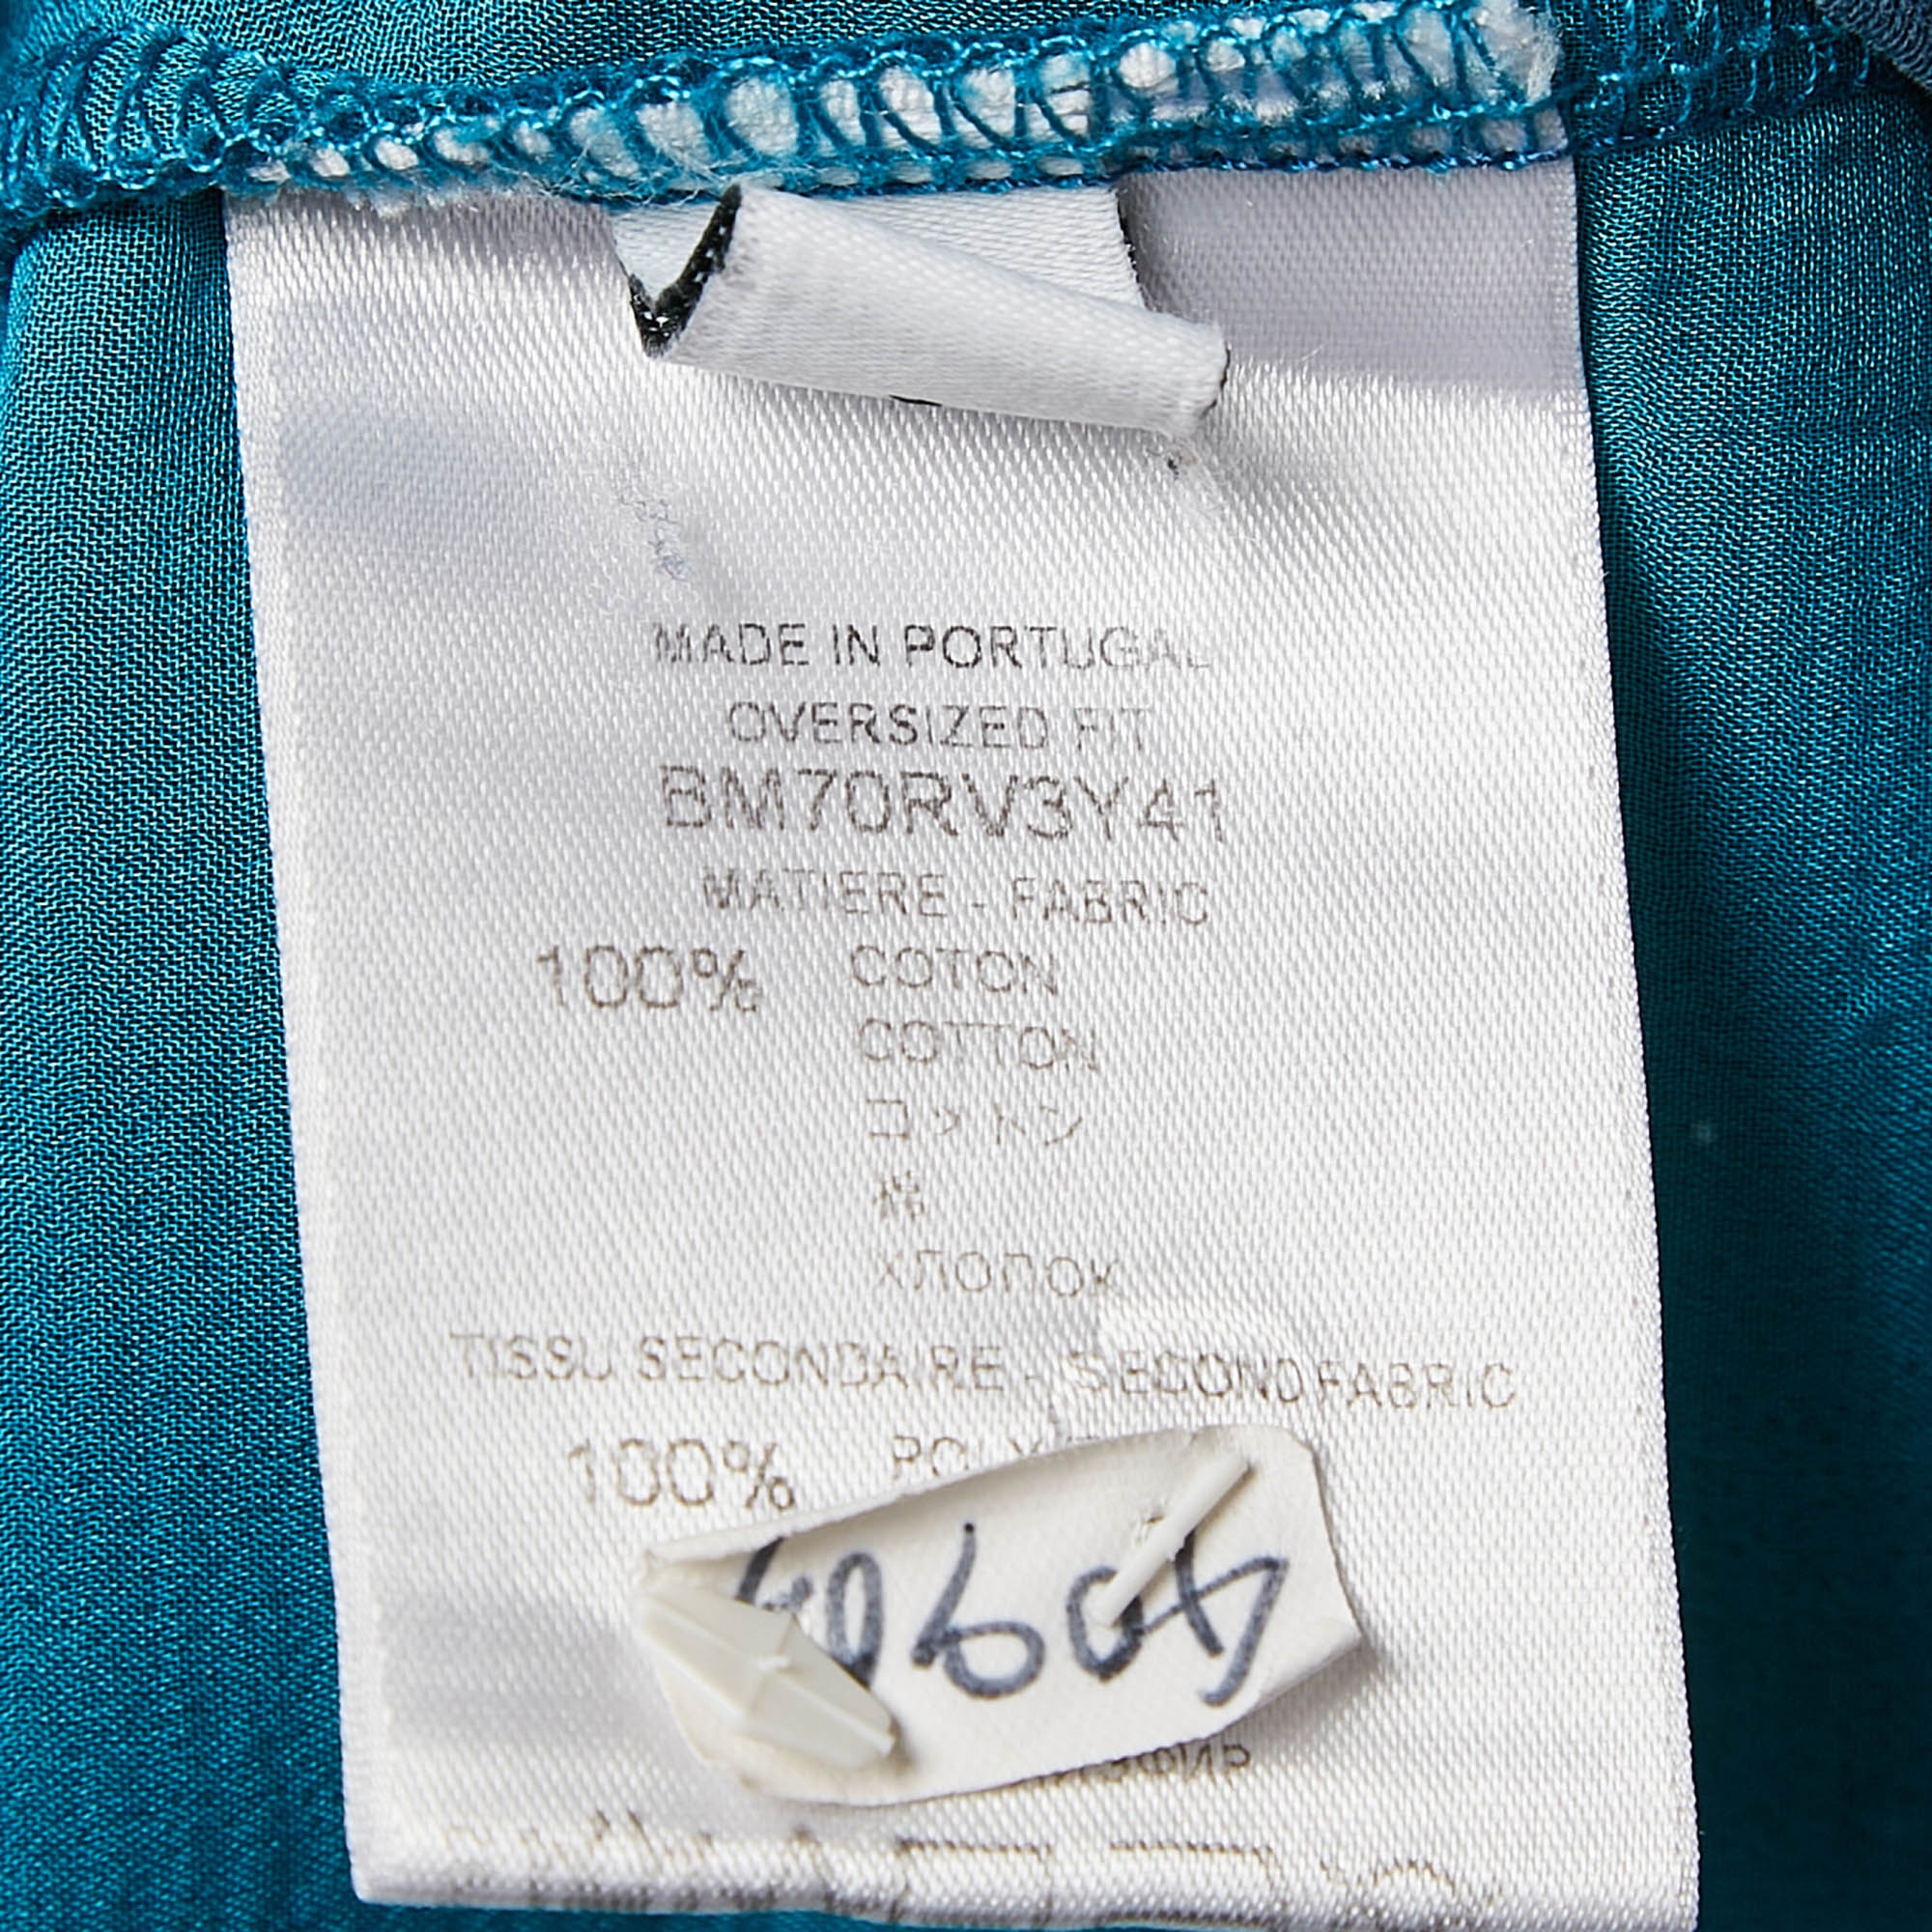 MADE IN PORTUGAL
OVERSIZED FIT
BM70RV3Y41
MATIERE - FABRIC
100% COTON
COTTON
コットン
棉
ХЛОПОК
TISSU SECONDAIRE - SECOND FABRIC
100%